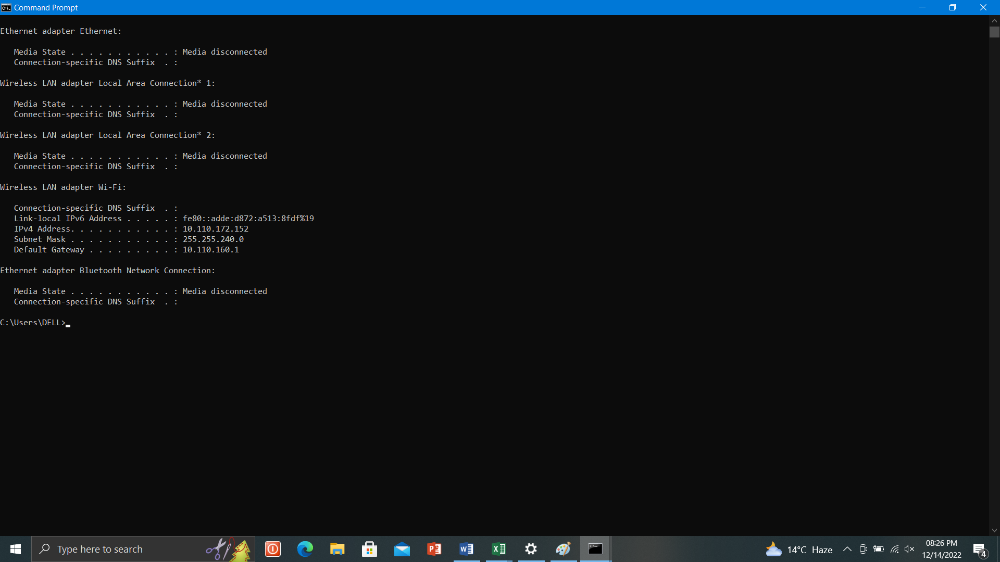 Command Prompt
Ethernet adapter Ethernet:
   Media State . . . . . . . . . . . : Media disconnected
   Connection-specific DNS Suffix  . :
Wireless LAN adapter Local Area Connection* 1:
   Media State . . . . . . . . . . . : Media disconnected
   Connection-specific DNS Suffix  . :
Wireless LAN adapter Local Area Connection* 2:
   Media State . . . . . . . . . . . : Media disconnected
   Connection-specific DNS Suffix  . :
Wireless LAN adapter Wi-Fi:
   Connection-specific DNS Suffix  . :
   Link-local IPv6 Address . . . . . : fe80::adde:d872:a513:8fdf%19
   IPv4 Address. . . . . . . . . . . : 10.110.172.152
   Subnet Mask . . . . . . . . . . . : 255.255.240.0
   Default Gateway . . . . . . . . . : 10.110.160.1
Ethernet adapter Bluetooth Network Connection:
   Media State . . . . . . . . . . . : Media disconnected
   Connection-specific DNS Suffix  . :
C:\Users\DELL>
Type here to search
14°C Haze
08:26 PM
12/14/2022
4